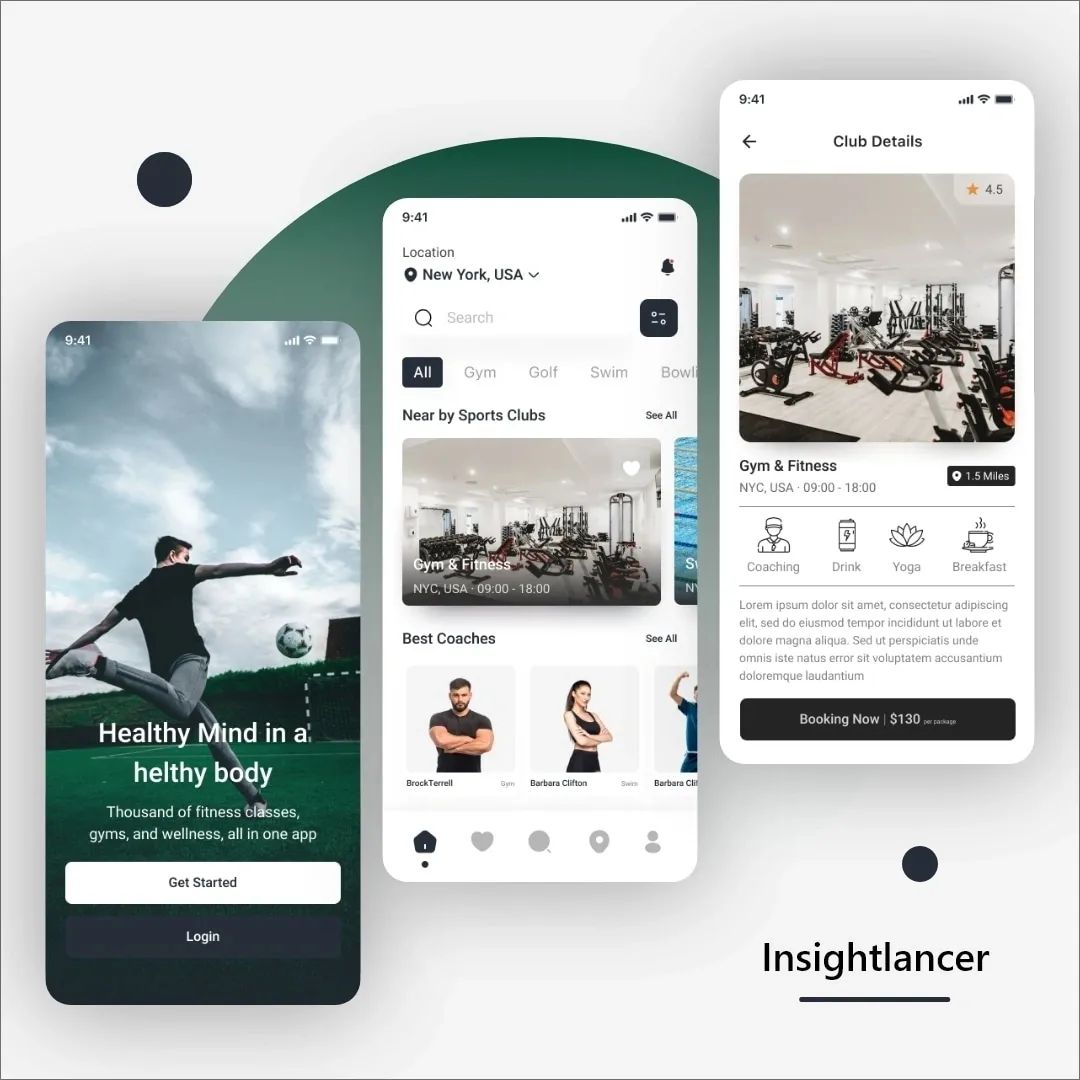 9:41
Healthy Mind in a
helthy body
Thousand of fitness classes,
gyms, and wellness, all in one app
Get Started
Login
9:41
Location
New York, USA
Search
All Gym Golf Swim Bowli
Near by Sports Clubs See All
Gym & Fitness
NYC, USA · 09:00 - 18:00
Sw
NY
Best Coaches See All
BrockTerrell Gym
Barbara Clifton Swim
Barbara Clif
9:41
Club Details
4.5
Gym & Fitness
NYC, USA · 09:00 - 18:00
1.5 Miles
Coaching Drink Yoga Breakfast
Lorem ipsum dolor sit amet, consectetur adipiscing
elit, sed do eiusmod tempor incididunt ut labore et
dolore magna aliqua. Sed ut perspiciatis unde
omnis iste natus error sit voluptatem accusantium
doloremque laudantium
Booking Now | $130 per package
Insightlancer